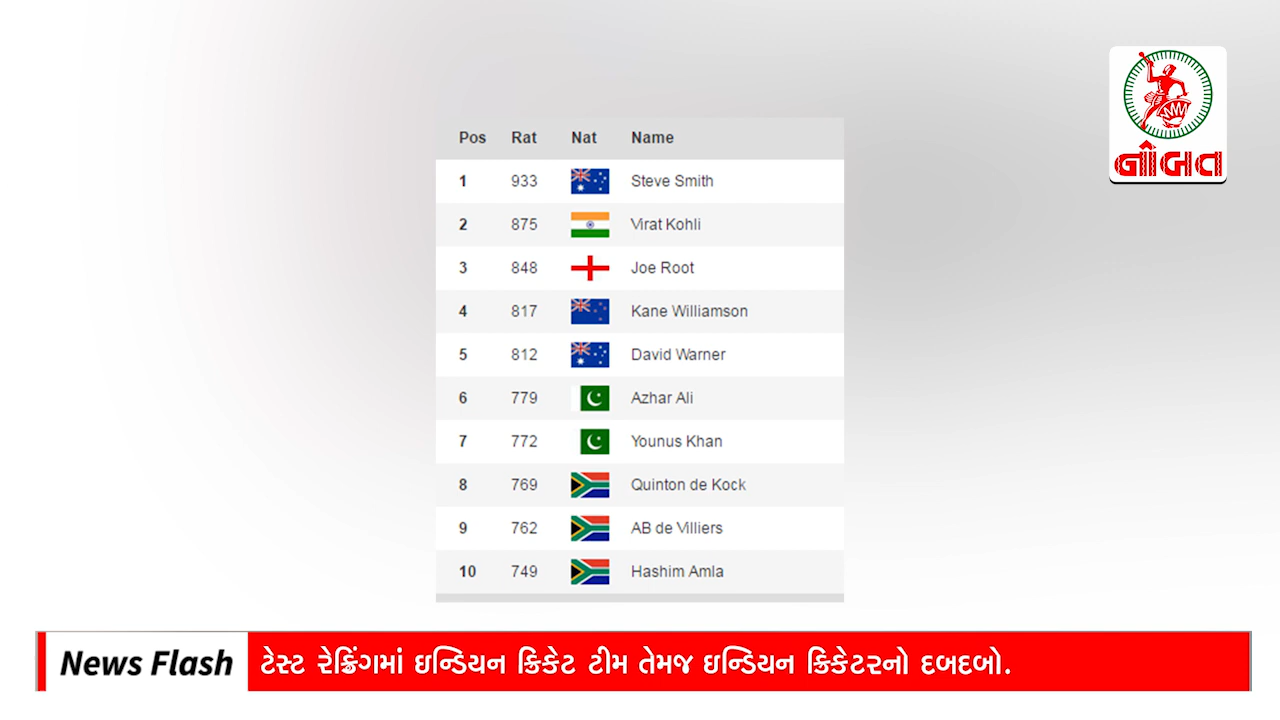 નોબત
Pos Rat Nat Name
1 933 Steve Smith
2 875 Virat Kohli
3 848 Joe Root
4 817 Kane Williamson
5 812 David Warner
6 779 Azhar Ali
7 772 Younus Khan
8 769 Quinton de Kock
9 762 AB de Villiers
10 749 Hashim Amla
News Flash ટેસ્ટ રેન્કિંગમાં ઇન્ડિયન ક્રિકેટ ટીમ તેમજ ઇન્ડિયન ક્રિકેટરનો દબદબો.